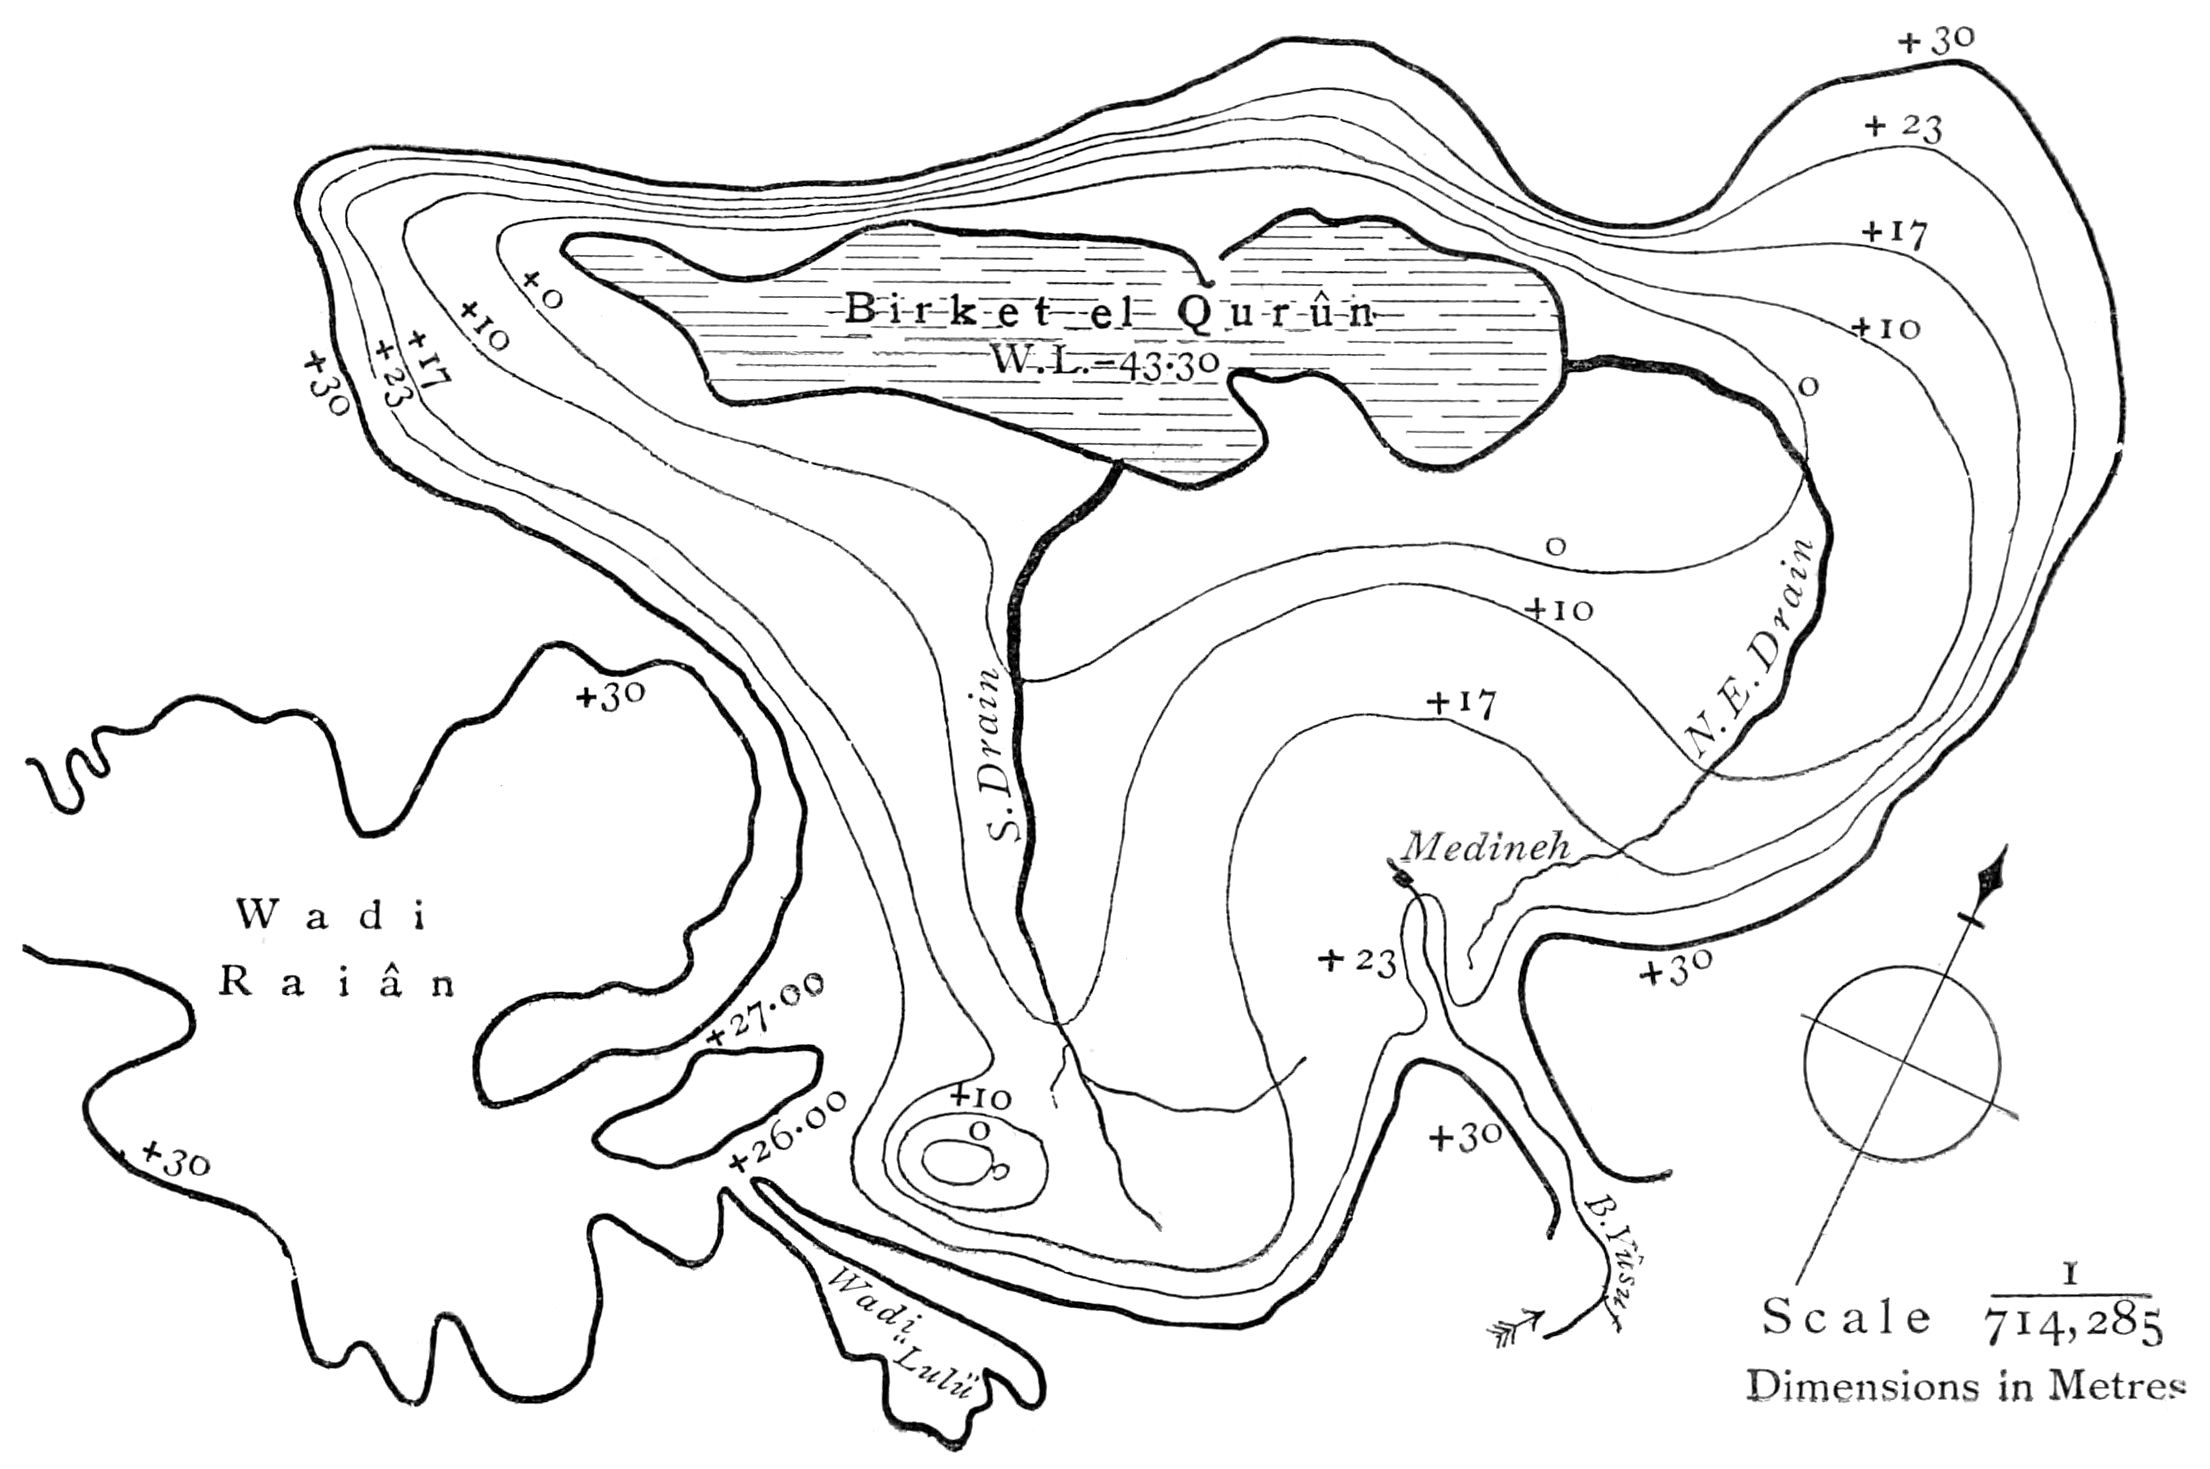 +30
+ 23
+17
+10
0
+0
+10
+17
+23
+30
Birket el Qurûn
W.L.=43·30
0
+10
+17
N.E.Drain
S.Drain
+30
Medineh
Wadi
Raiân
+23
+30
+27·00
+26·00
+10
0
+30
+30
B.Yûsuf
Wadi
Lulû
Scale 1
714,285
Dimensions in Metres